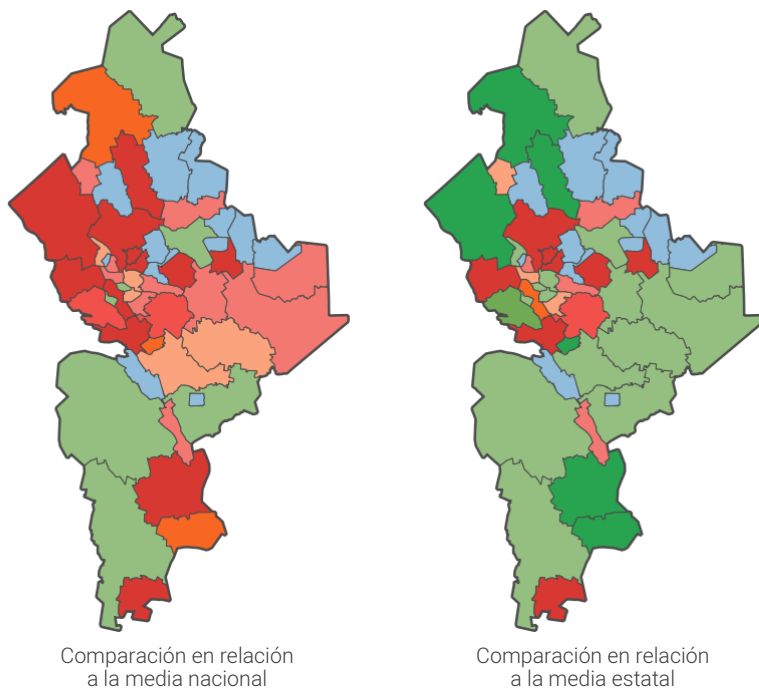 Comparación en relación
a la media nacional
Comparación en relación
a la media estatal